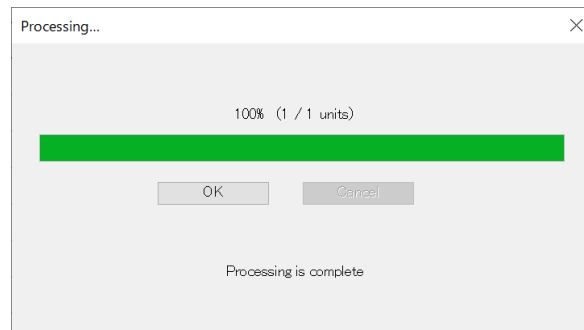 Processing...
100% (1 / 1 units)
OK Cancel
Processing is complete